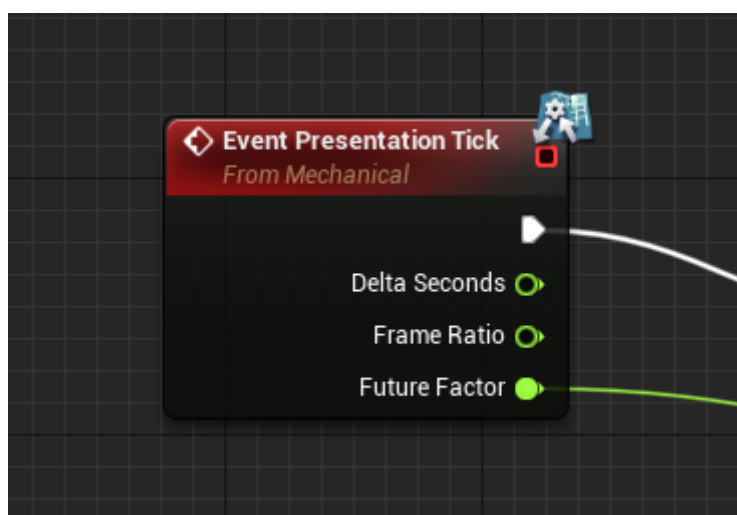 Event Presentation Tick
From Mechanical
Delta Seconds
Frame Ratio
Future Factor